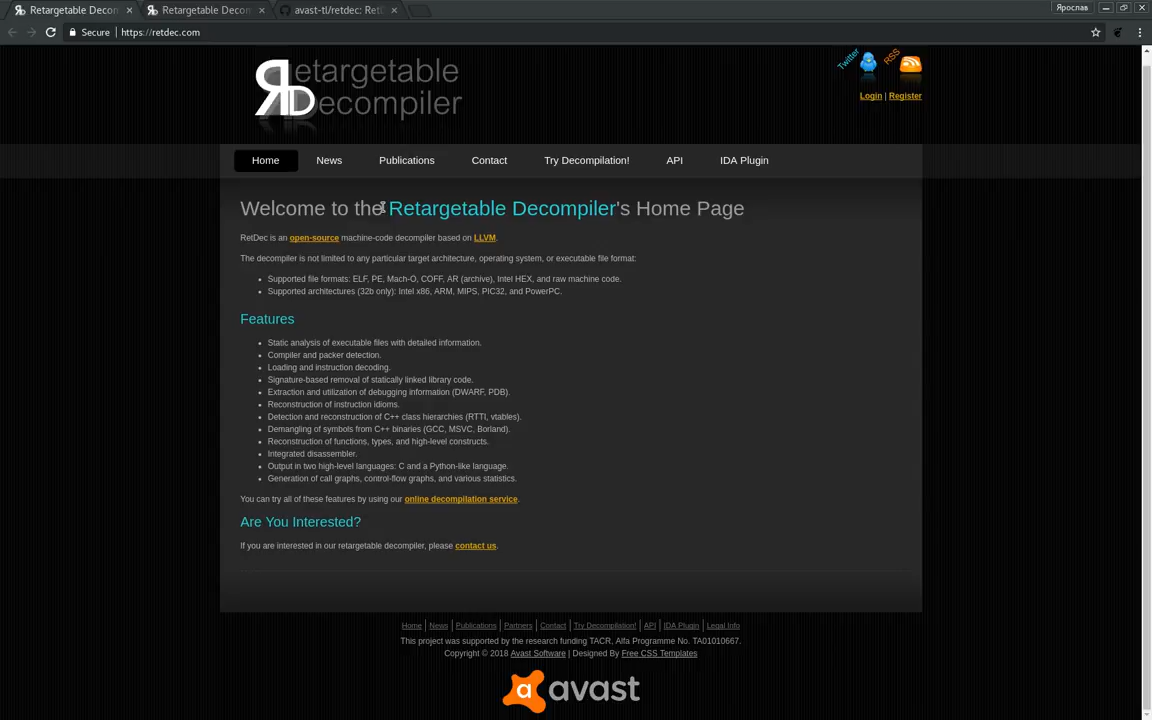 Retargetable Decom
Retargetable Decom
avast-tl/retdec: Ret
Ярослав
Secure
https://retdec.com
Retargetable
Decompiler
Twitter
RSS
Login | Register
Home
News
Publications
Contact
Try Decompilation!
API
IDA Plugin
Welcome to the Retargetable Decompiler's Home Page
RetDec is an open-source machine-code decompiler based on LLVM.
The decompiler is not limited to any particular target architecture, operating system, or executable file format:
• Supported file formats: ELF, PE, Mach-O, COFF, AR (archive), Intel HEX, and raw machine code.
• Supported architectures (32b only): Intel x86, ARM, MIPS, PIC32, and PowerPC.
Features
• Static analysis of executable files with detailed information.
• Compiler and packer detection.
• Loading and instruction decoding.
• Signature-based removal of statically linked library code.
• Extraction and utilization of debugging information (DWARF, PDB).
• Reconstruction of instruction idioms.
• Detection and reconstruction of C++ class hierarchies (RTTI, vtables).
• Demangling of symbols from C++ binaries (GCC, MSVC, Borland).
• Reconstruction of functions, types, and high-level constructs.
• Integrated disassembler.
• Output in two high-level languages: C and a Python-like language.
• Generation of call graphs, control-flow graphs, and various statistics.
You can try all of these features by using our online decompilation service.
Are You Interested?
If you are interested in our retargetable decompiler, please contact us.
Home | News | Publications | Partners | Contact | Try Decompilation! | API | IDA Plugin | Legal Info
This project was supported by the research funding TACR, Alfa Programme No. TA01010667.
Copyright © 2018 Avast Software | Designed By Free CSS Templates
avast